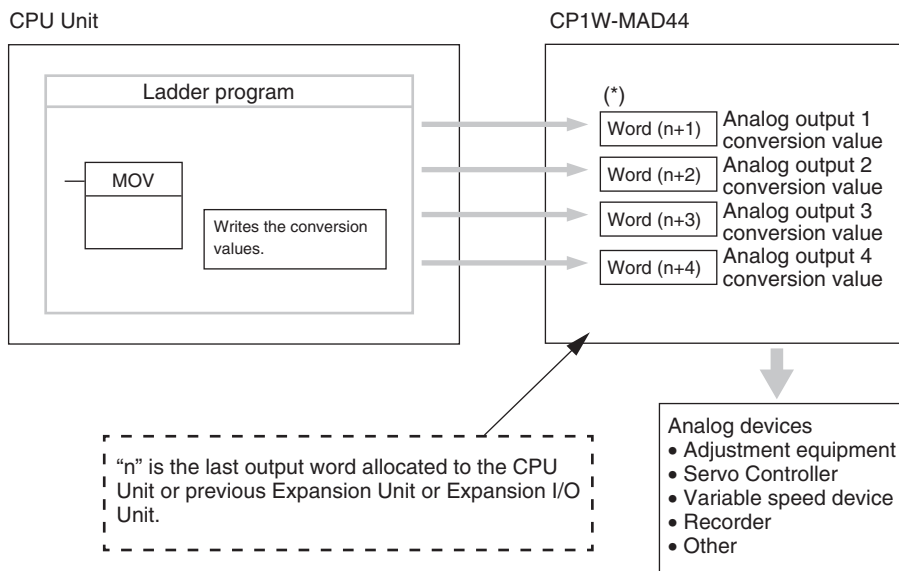 CPU Unit
CP1W-MAD44
Ladder program
MOV
Writes the conversion
values.
(*)
Word (n+1)
Analog output 1
conversion value
Word (n+2)
Analog output 2
conversion value
Word (n+3)
Analog output 3
conversion value
Word (n+4)
Analog output 4
conversion value
“n” is the last output word allocated to the CPU
Unit or previous Expansion Unit or Expansion I/O
Unit.
Analog devices
• Adjustment equipment
• Servo Controller
• Variable speed device
• Recorder
• Other